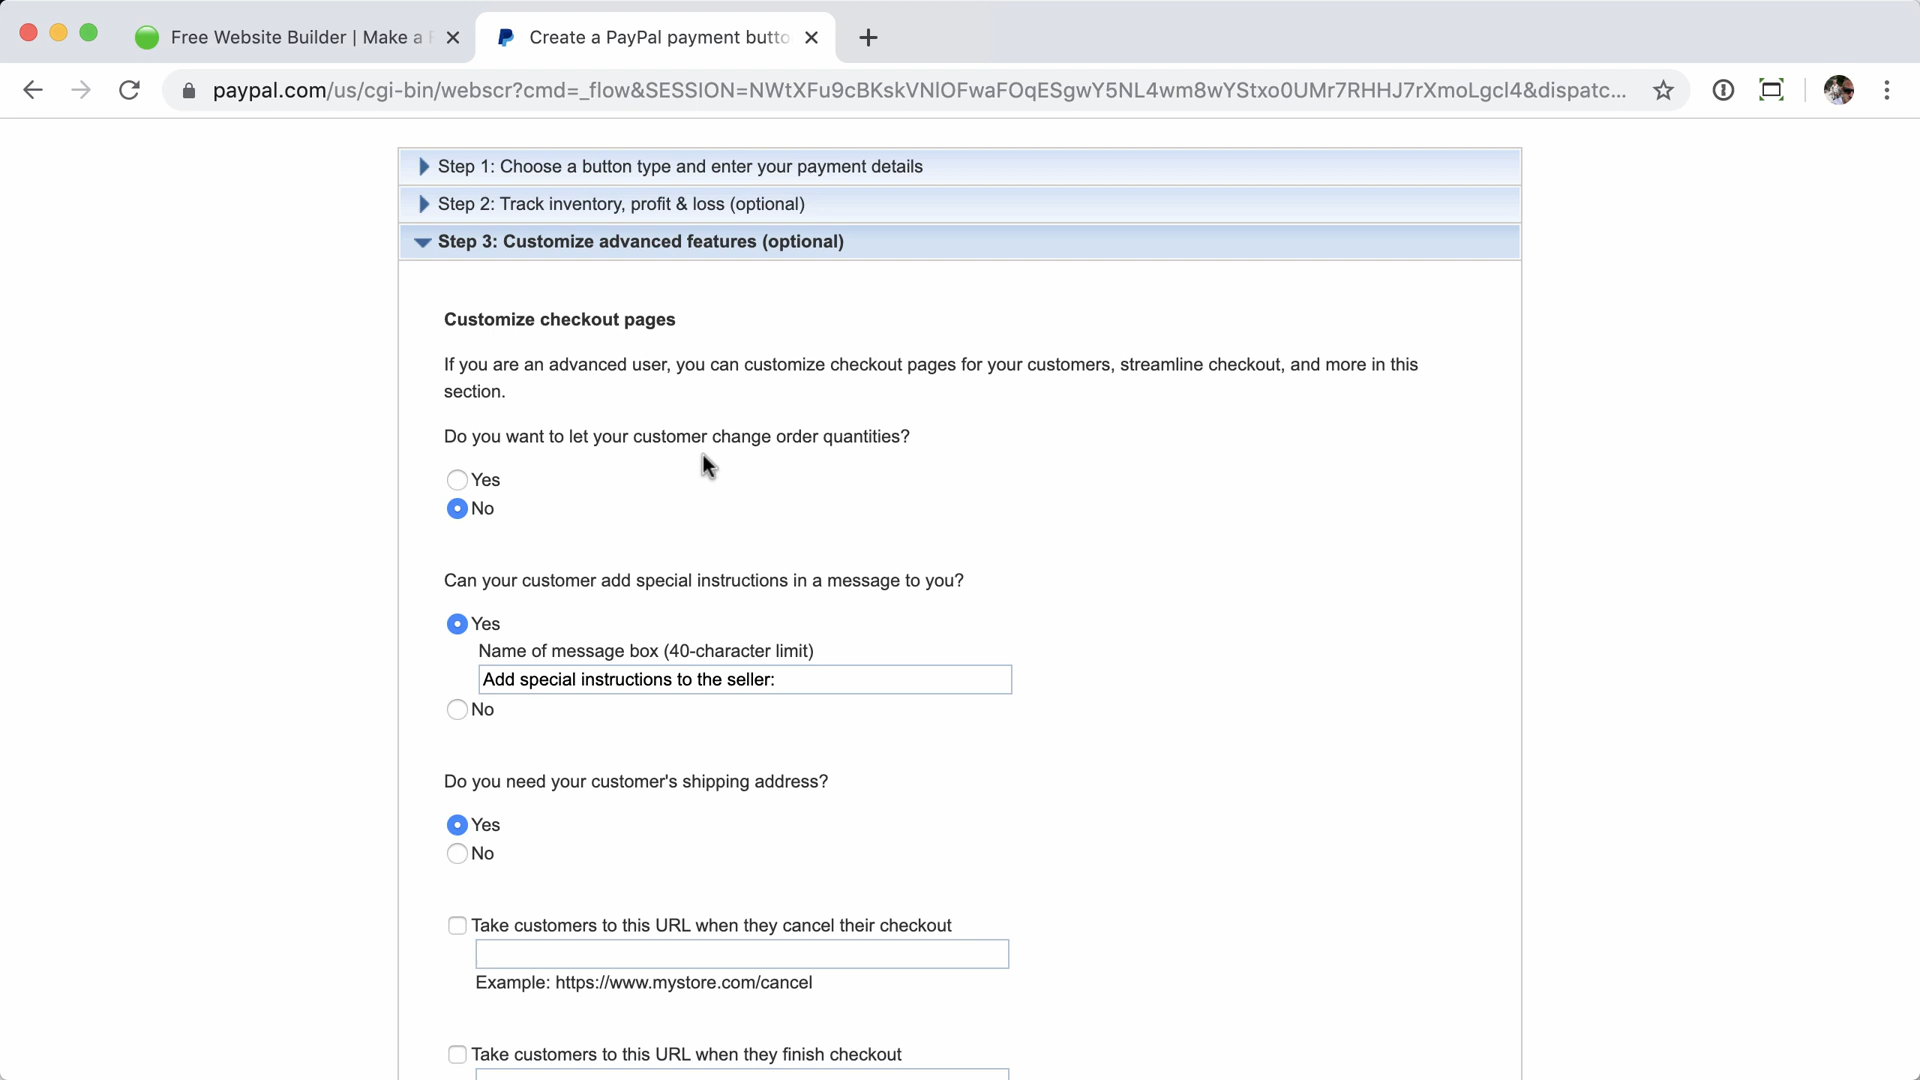 Free Website Builder | Make a
Create a PayPal payment butto
paypal.com/us/cgi-bin/webscr?cmd=_flow&SESSION=NWtXFu9cBKskVNlOFwaFOqESgwY5NL4wm8wYStxo0UMr7RHHJ7rXmoLgcl4&dispatc...
Step 1: Choose a button type and enter your payment details
Step 2: Track inventory, profit & loss (optional)
Step 3: Customize advanced features (optional)
Customize checkout pages
If you are an advanced user, you can customize checkout pages for your customers, streamline checkout, and more in this
section.
Do you want to let your customer change order quantities?
Yes
No
Can your customer add special instructions in a message to you?
Yes
Name of message box (40-character limit)
Add special instructions to the seller:
No
Do you need your customer's shipping address?
Yes
No
Take customers to this URL when they cancel their checkout
Example: https://www.mystore.com/cancel
Take customers to this URL when they finish checkout